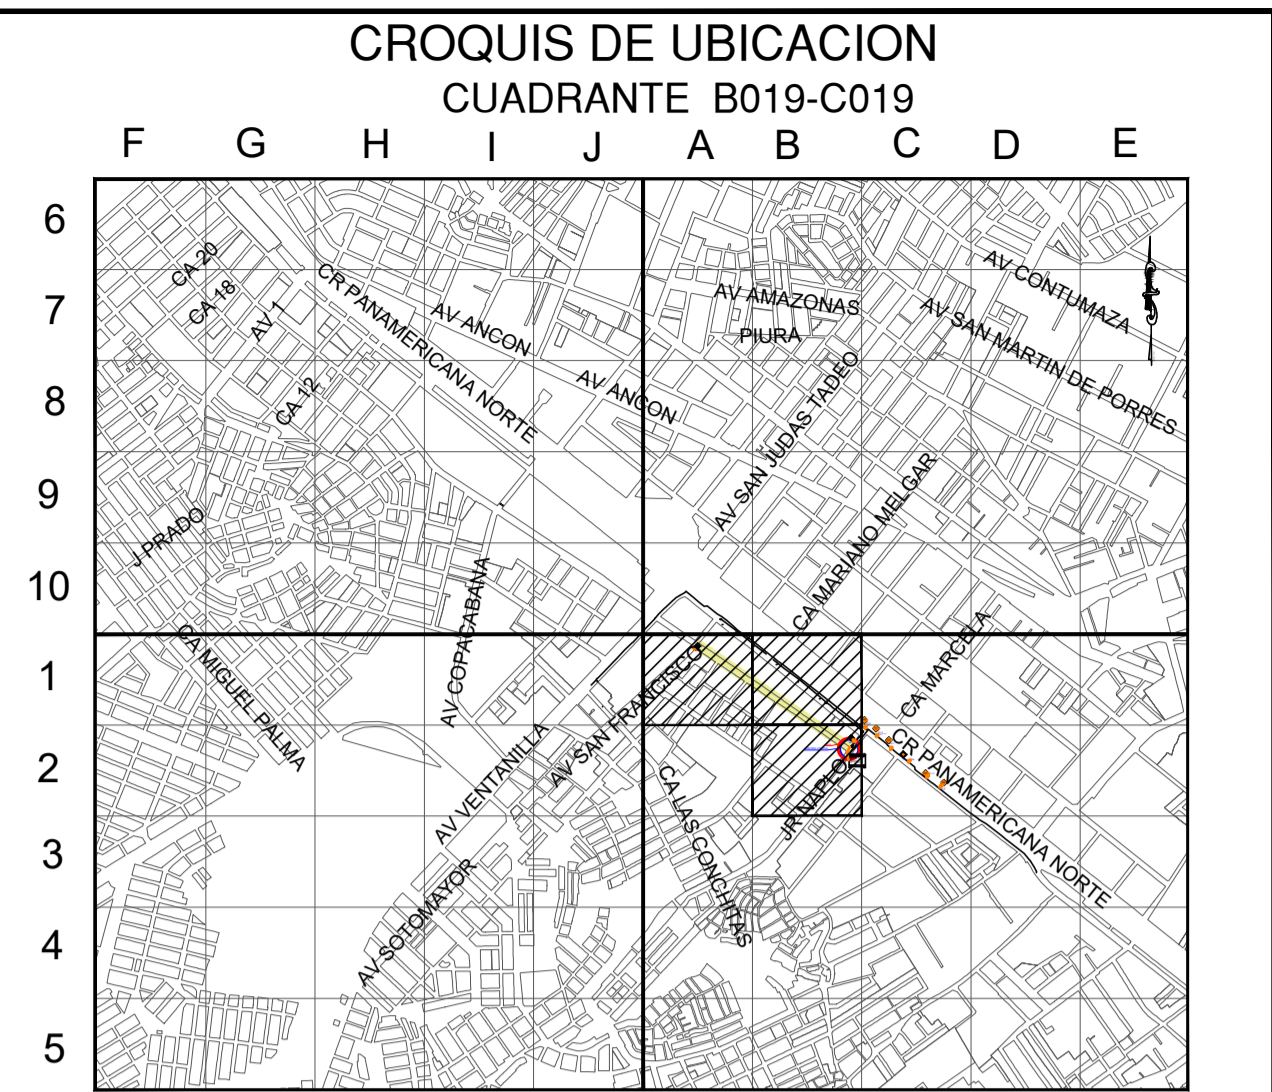 CROQUIS DE UBICACION
CUADRANTE B019-C019
F G H I J A B C D E
6
CA 20
AV CONTUMAZA
7
CA 18
AV 1
CR PANAMERICANA NORTE
AV ANCON
AV AMAZONAS
PIURA
AV SAN MARTIN DE PORRES
8
CA 12
AV ANCON
AV SAN JUDAS TADEO
9
J PRADO
CA MARIANO MELGAR
10
AV COPACABANA
1
CA MIGUEL PALMA
AV SAN FRANCISCO
CA MARCELA
2
AV VENTANILLA
CA LAS CONCHITAS
JR NAPLO
CR PANAMERICANA NORTE
3
AV SOTOMAYOR
4
5